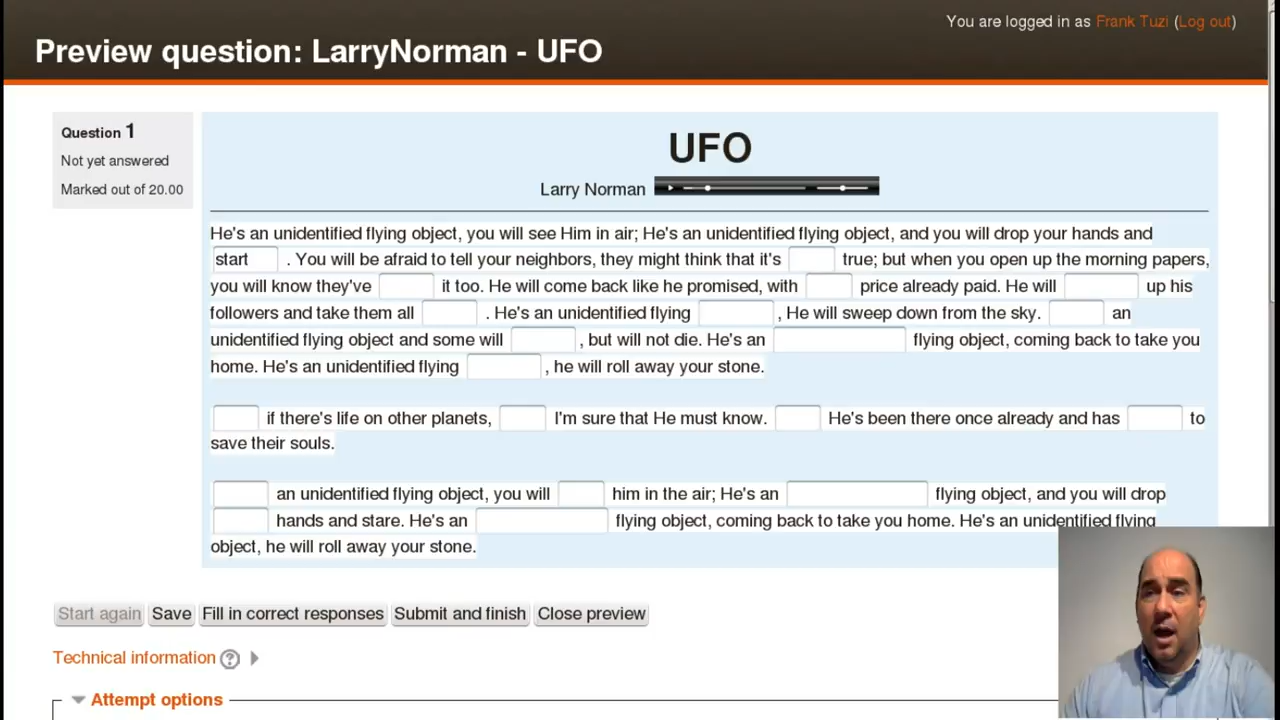 You are logged in as Frank Tuzi (Log out)
Preview question: LarryNorman - UFO
Question 1
Not yet answered
Marked out of 20.00
UFO
Larry Norman
He's an unidentified flying object, you will see Him in air; He's an unidentified flying object, and you will drop your hands and
start . You will be afraid to tell your neighbors, they might think that it's true; but when you open up the morning papers,
you will know they've it too. He will come back like he promised, with price already paid. He will up his
followers and take them all . He's an unidentified flying , He will sweep down from the sky. an
unidentified flying object and some will , but will not die. He's an flying object, coming back to take you
home. He's an unidentified flying , he will roll away your stone.
if there's life on other planets, I'm sure that He must know. He's been there once already and has to
save their souls.
an unidentified flying object, you will him in the air; He's an flying object, and you will drop
hands and stare. He's an flying object, coming back to take you home. He's an unidentified flying
object, he will roll away your stone.
Start again Save Fill in correct responses Submit and finish Close preview
Technical information ?
Attempt options